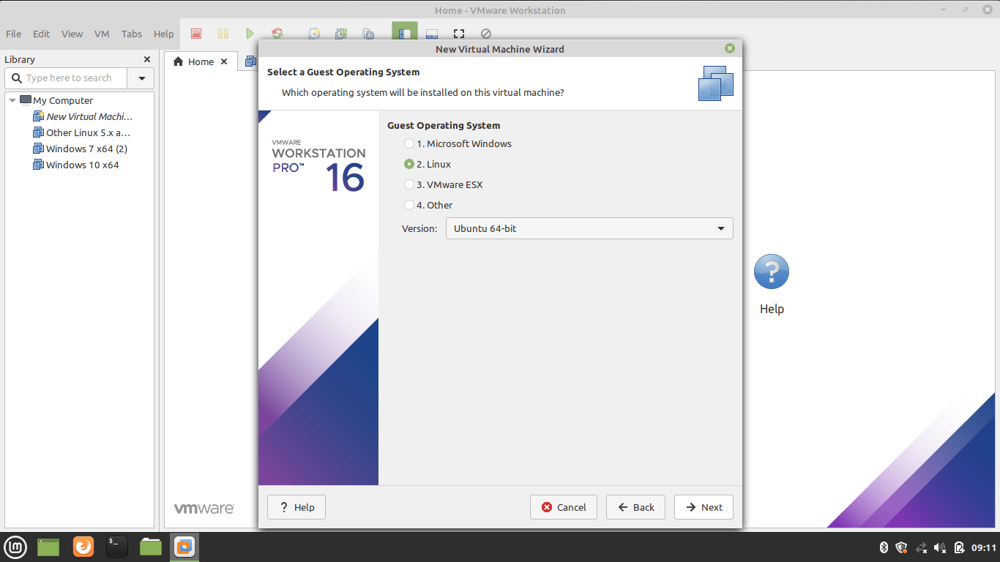 Home - VMware Workstation
File Edit View VM Tabs Help
Library
Type here to search
My Computer
New Virtual Machi...
Other Linux 5.x a...
Windows 7 x64 (2)
Windows 10 x64
Home
New Virtual Machine Wizard
Select a Guest Operating System
Which operating system will be installed on this virtual machine?
VMWARE
WORKSTATION
PRO™ 16
Guest Operating System
1. Microsoft Windows
2. Linux
3. VMware ESX
4. Other
Version: Ubuntu 64-bit
Help
Help Cancel Back Next
vmware
09:11